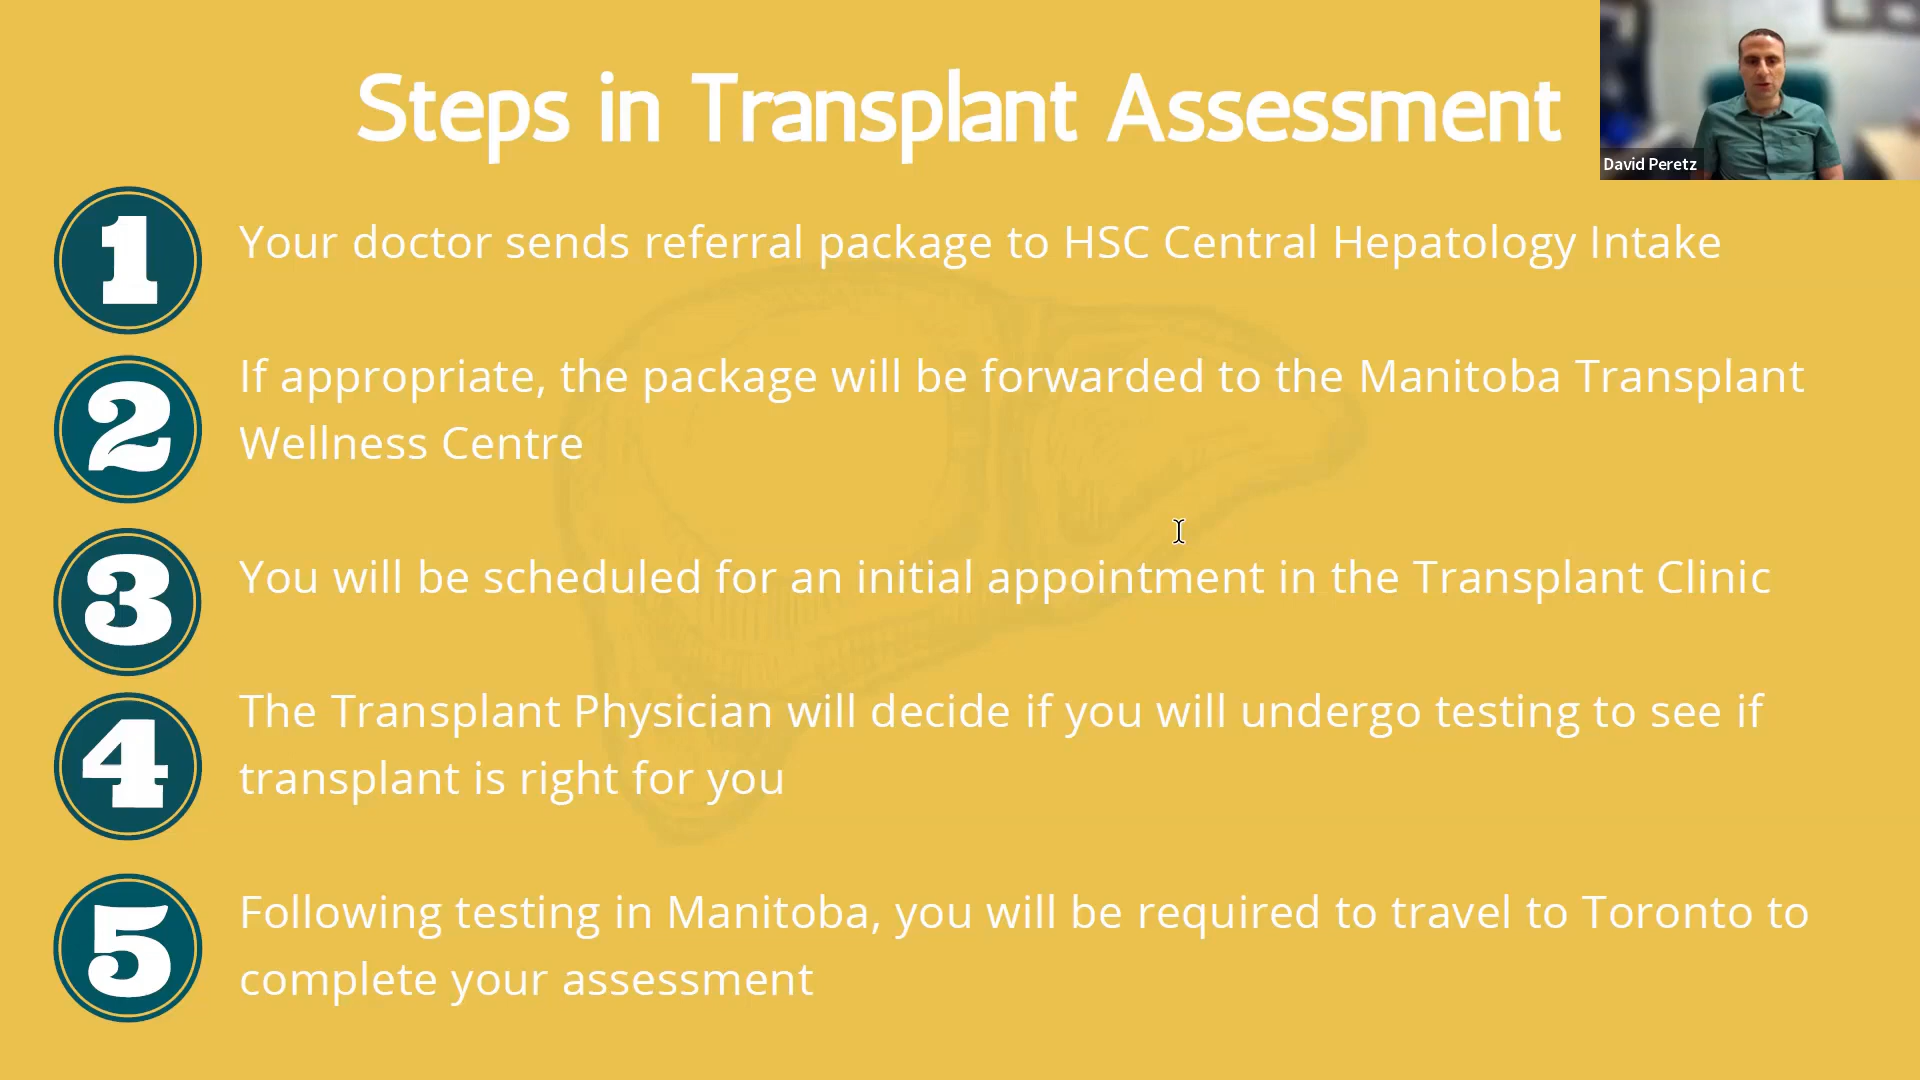 Steps in Transplant Assessment
David Peretz
1
Your doctor sends referral package to HSC Central Hepatology Intake
2
If appropriate, the package will be forwarded to the Manitoba Transplant
Wellness Centre
3
You will be scheduled for an initial appointment in the Transplant Clinic
4
The Transplant Physician will decide if you will undergo testing to see if
transplant is right for you
5
Following testing in Manitoba, you will be required to travel to Toronto to
complete your assessment